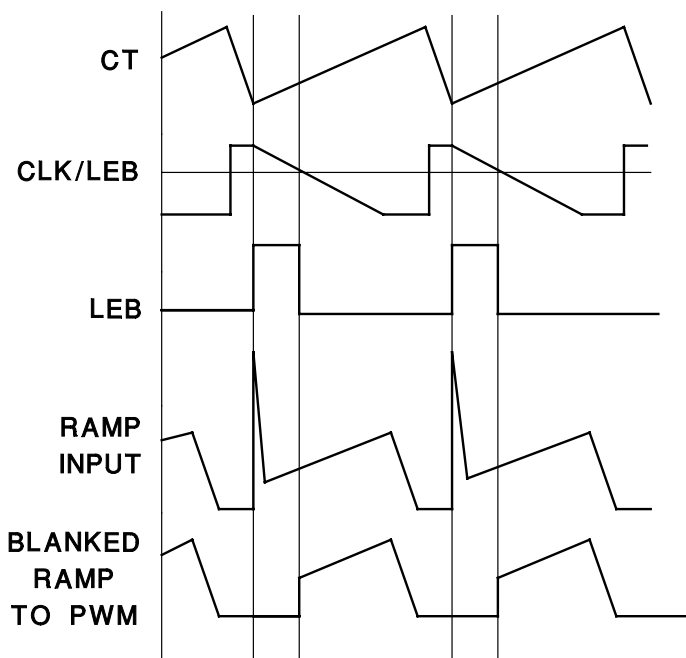 CT
CLK/LEB
LEB
RAMP
INPUT
BLANKED
RAMP
TO PWM